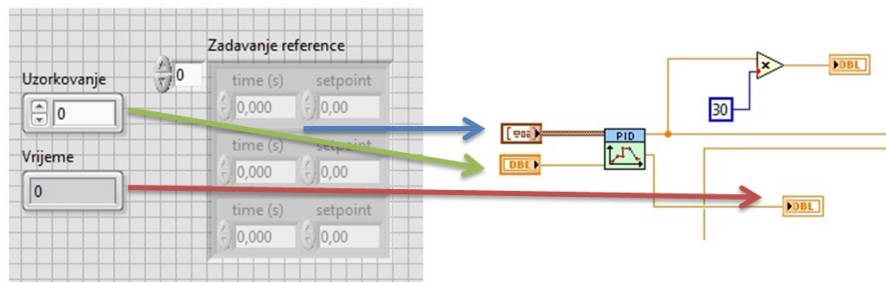 Zadavanje reference
Uzorkovanje
0
0
time (s) setpoint
0,000 0,00
time (s) setpoint
0,000 0,00
time (s) setpoint
0,000 0,00
Vrijeme
0
DBL
PID
×
DBL
30
DBL